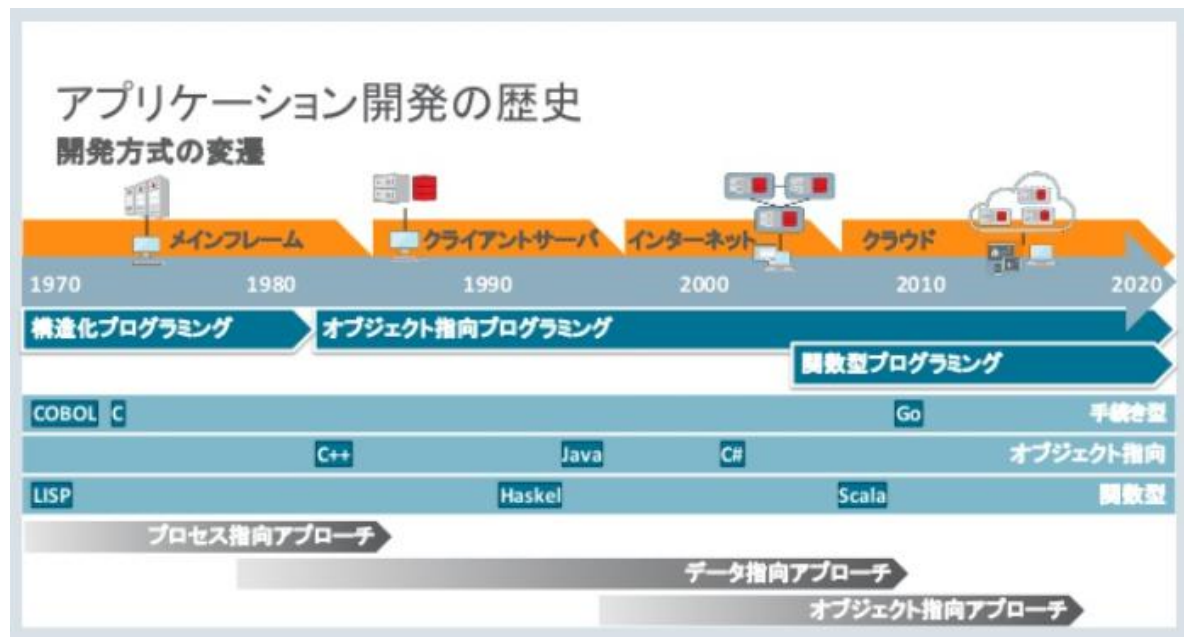 アプリケーション開発の歴史
開発方式の変遷
メインフレーム クライアントサーバ インターネット クラウド
1970 1980 1990 2000 2010 2020
構造化プログラミング オブジェクト指向プログラミング
関数型プログラミング
COBOL C Go 手続き型
C++ Java C# オブジェクト指向
LISP Haskel Scala 関数型
プロセス指向アプローチ
データ指向アプローチ
オブジェクト指向アプローチ